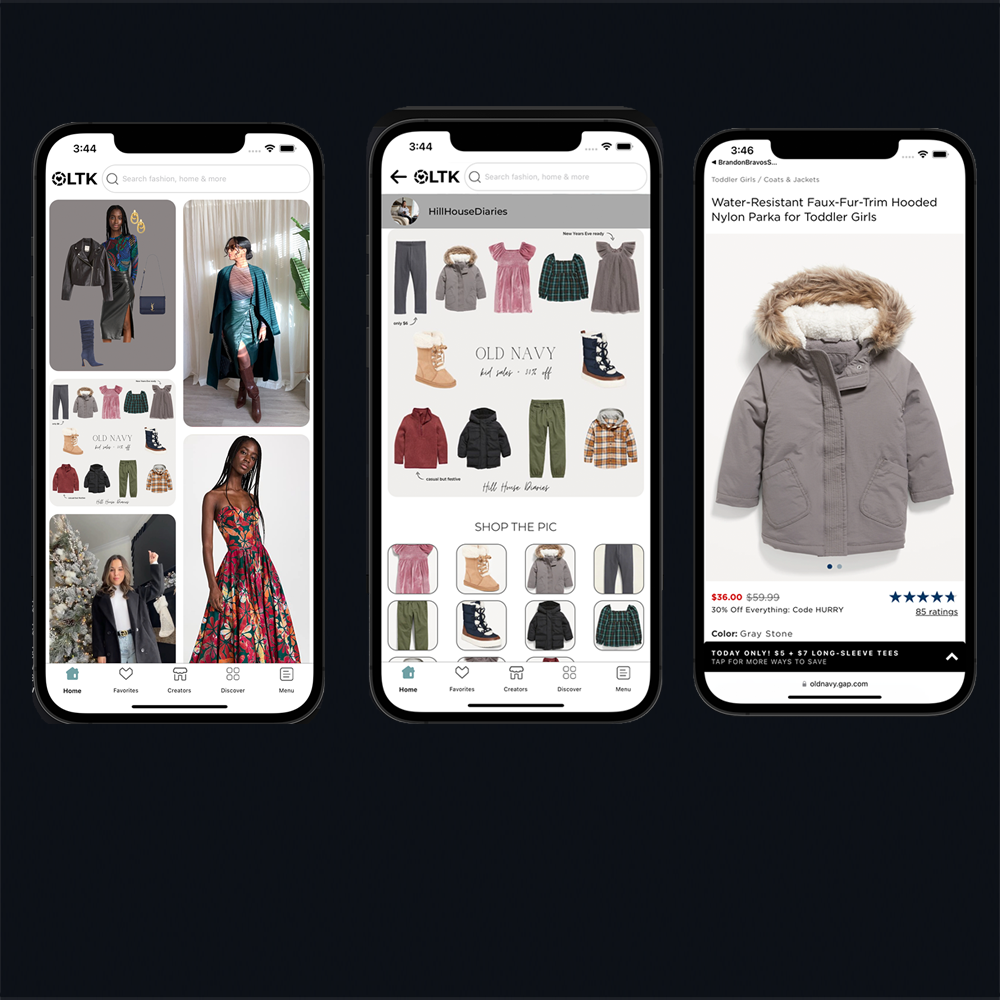 3:44
LTK
Search fashion, home & more
OLD NAVY
Hill House Diaries
Home
Favorites
Creators
Discover
Menu
3:44
LTK
Search fashion, home & more
HillHouseDiaries
New Years Eve ready
only $6
OLD NAVY
kid sales - 30% off
casual but festive
Hill House Diaries
SHOP THE PIC
Home
Favorites
Creators
Discover
Menu
3:46
BrandonBravosS...
Toddler Girls / Coats & Jackets
Water-Resistant Faux-Fur-Trim Hooded
Nylon Parka for Toddler Girls
$36.00 $59.99
30% Off Everything: Code HURRY
85 ratings
Color: Gray Stone
TODAY ONLY! $5 + $7 LONG-SLEEVE TEES
TAP FOR MORE WAYS TO SAVE
oldnavy.gap.com